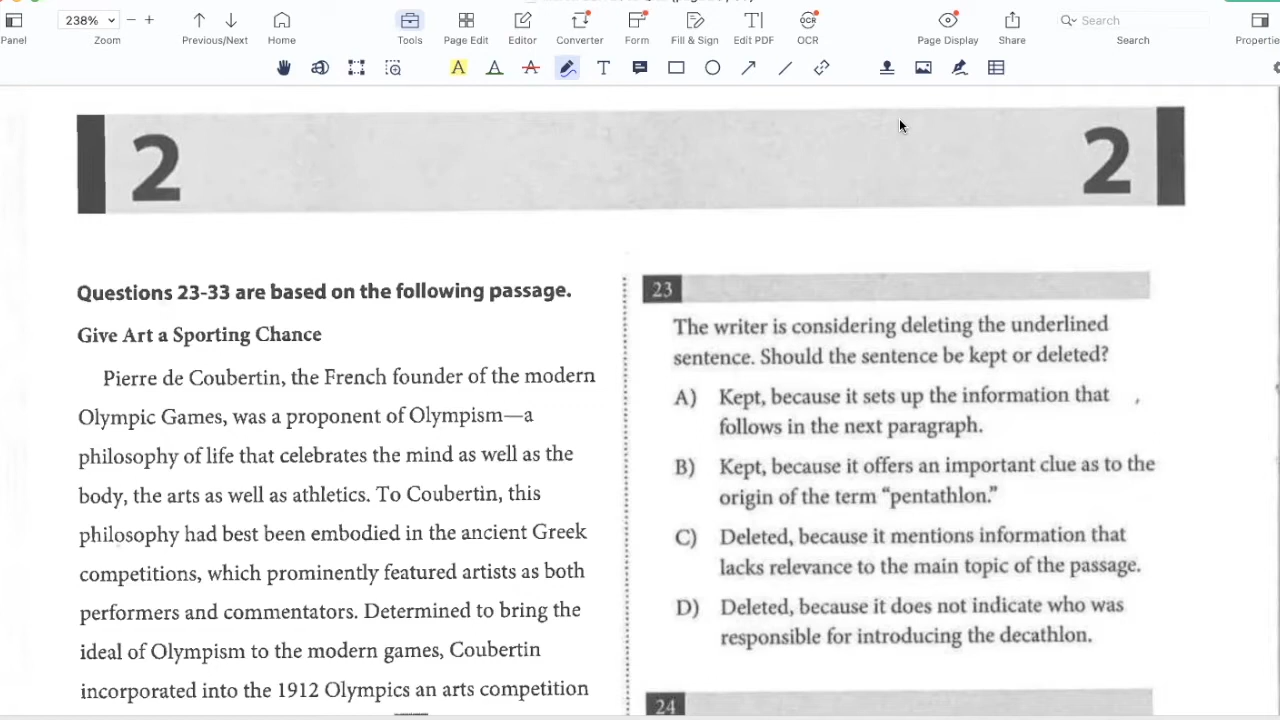 238%
Panel
Zoom
Previous/Next
Home
Tools
Page Edit
Editor
Converter
Form
Fill & Sign
Edit PDF
OCR
OCR
Page Display
Share
Search
Search
2
2
Questions 23-33 are based on the following passage.
Give Art a Sporting Chance
Pierre de Coubertin, the French founder of the modern
Olympic Games, was a proponent of Olympism—a
philosophy of life that celebrates the mind as well as the
body, the arts as well as athletics. To Coubertin, this
philosophy had best been embodied in the ancient Greek
competitions, which prominently featured artists as both
performers and commentators. Determined to bring the
ideal of Olympism to the modern games, Coubertin
incorporated into the 1912 Olympics an arts competition
23
The writer is considering deleting the underlined
sentence. Should the sentence be kept or deleted?
A) Kept, because it sets up the information that
follows in the next paragraph.
B) Kept, because it offers an important clue as to the
origin of the term “pentathlon.”
C) Deleted, because it mentions information that
lacks relevance to the main topic of the passage.
D) Deleted, because it does not indicate who was
responsible for introducing the decathlon.
24